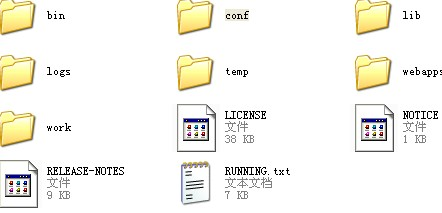 bin
conf
lib
logs
temp
webapps
work
LICENSE
文件
38 KB
NOTICE
文件
1 KB
RELEASE-NOTES
文件
9 KB
RUNNING.txt
文本文档
7 KB